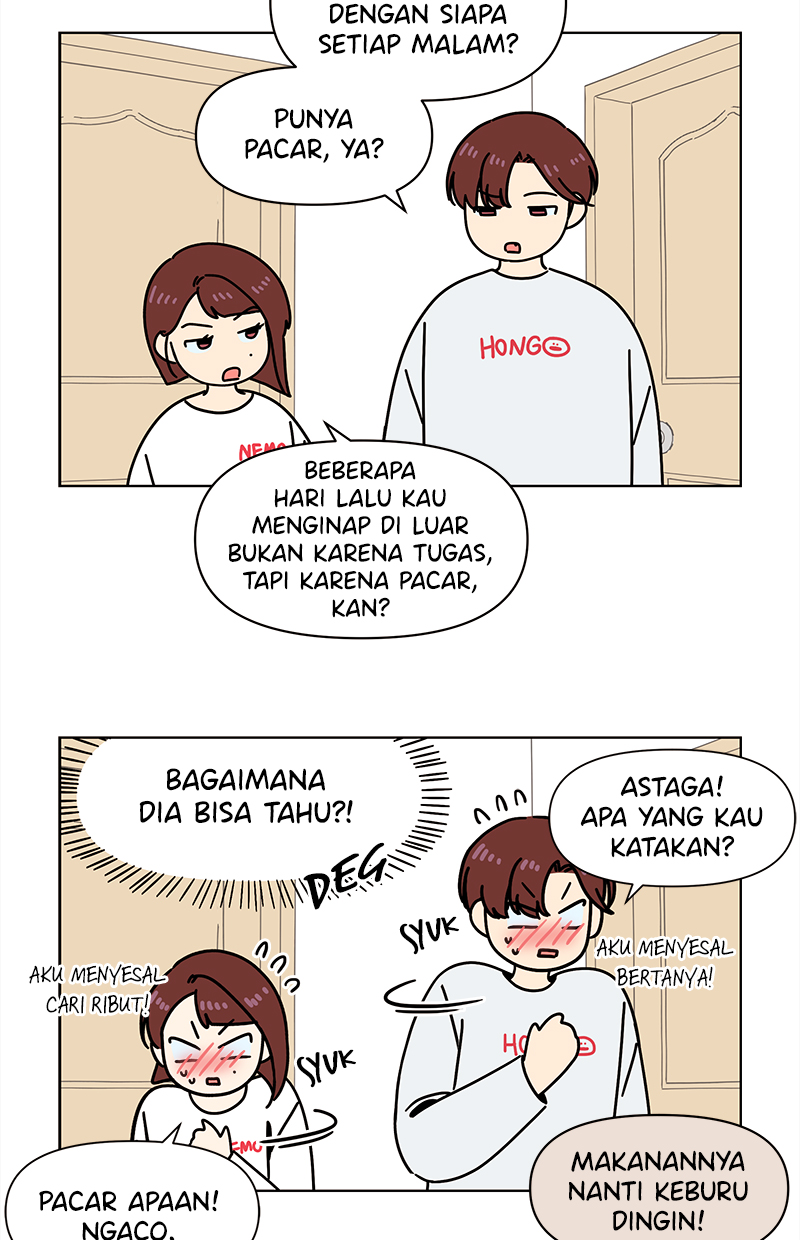 DENGAN SIAPA
SETIAP MALAM?
PUNYA
PACAR, YA?
HONGO
NEMO
BEBERAPA
HARI LALU KAU
MENGINAP DI LUAR
BUKAN KARENA TUGAS,
TAPI KARENA PACAR,
KAN?
BAGAIMANA
DIA BISA TAHU?!
ASTAGA!
APA YANG KAU
KATAKAN?
DEG
SYUK
AKU MENYESAL
BERTANYA!
AKU MENYESAL
CARI RIBUT!
SYUK
HO
EMO
MAKANANNYA
NANTI KEBURU
DINGIN!
PACAR APAAN!
NGACO.